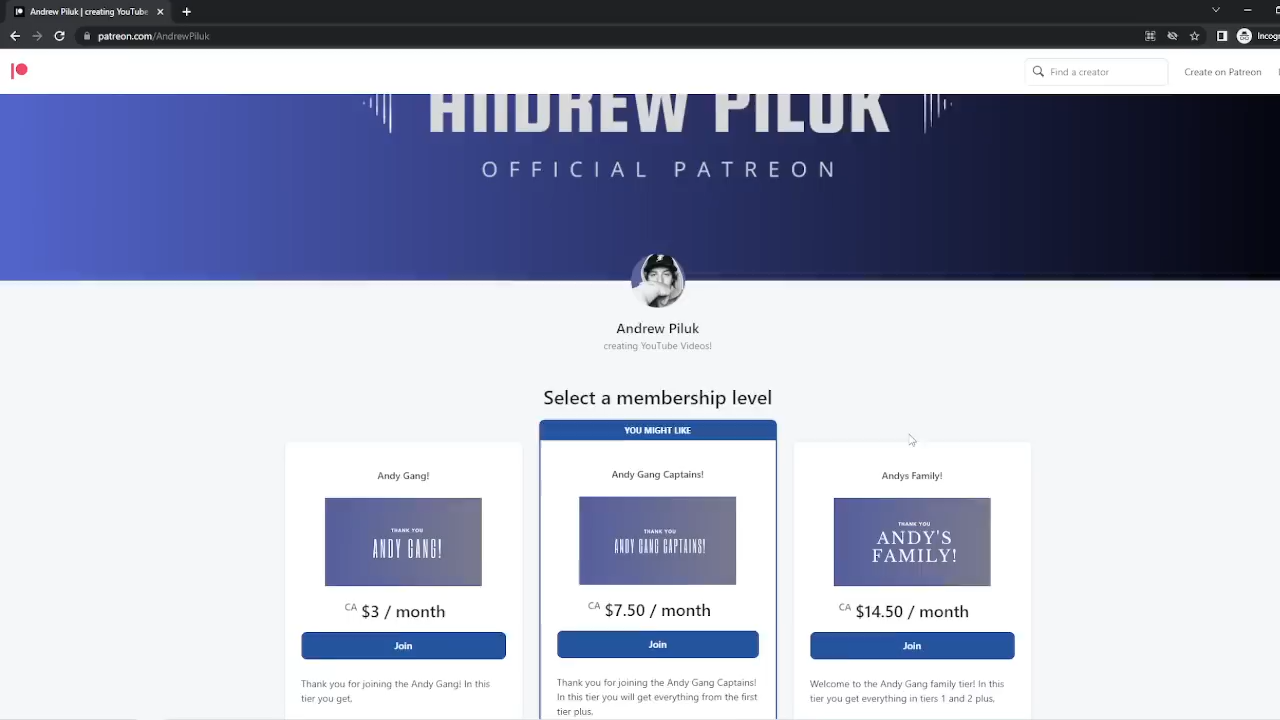 Andrew Piluk | creating YouTube
patreon.com/AndrewPiluk
Find a creator
Create on Patreon
ANDREW PILUK
OFFICIAL PATREON
Andrew Piluk
creating YouTube Videos!
Select a membership level
YOU MIGHT LIKE
Andy Gang!
THANK YOU
ANDY GANG!
CA $3 / month
Join
Thank you for joining the Andy Gang! In this
tier you get,
Andy Gang Captains!
THANK YOU
ANDY GANG CAPTAINS!
CA $7.50 / month
Join
Thank you for joining the Andy Gang Captains!
In this tier you will get everything from the first
tier plus,
Andys Family!
THANK YOU
ANDY'S
FAMILY!
CA $14.50 / month
Join
Welcome to the Andy Gang family tier! In this
tier you get everything in tiers 1 and 2 plus,